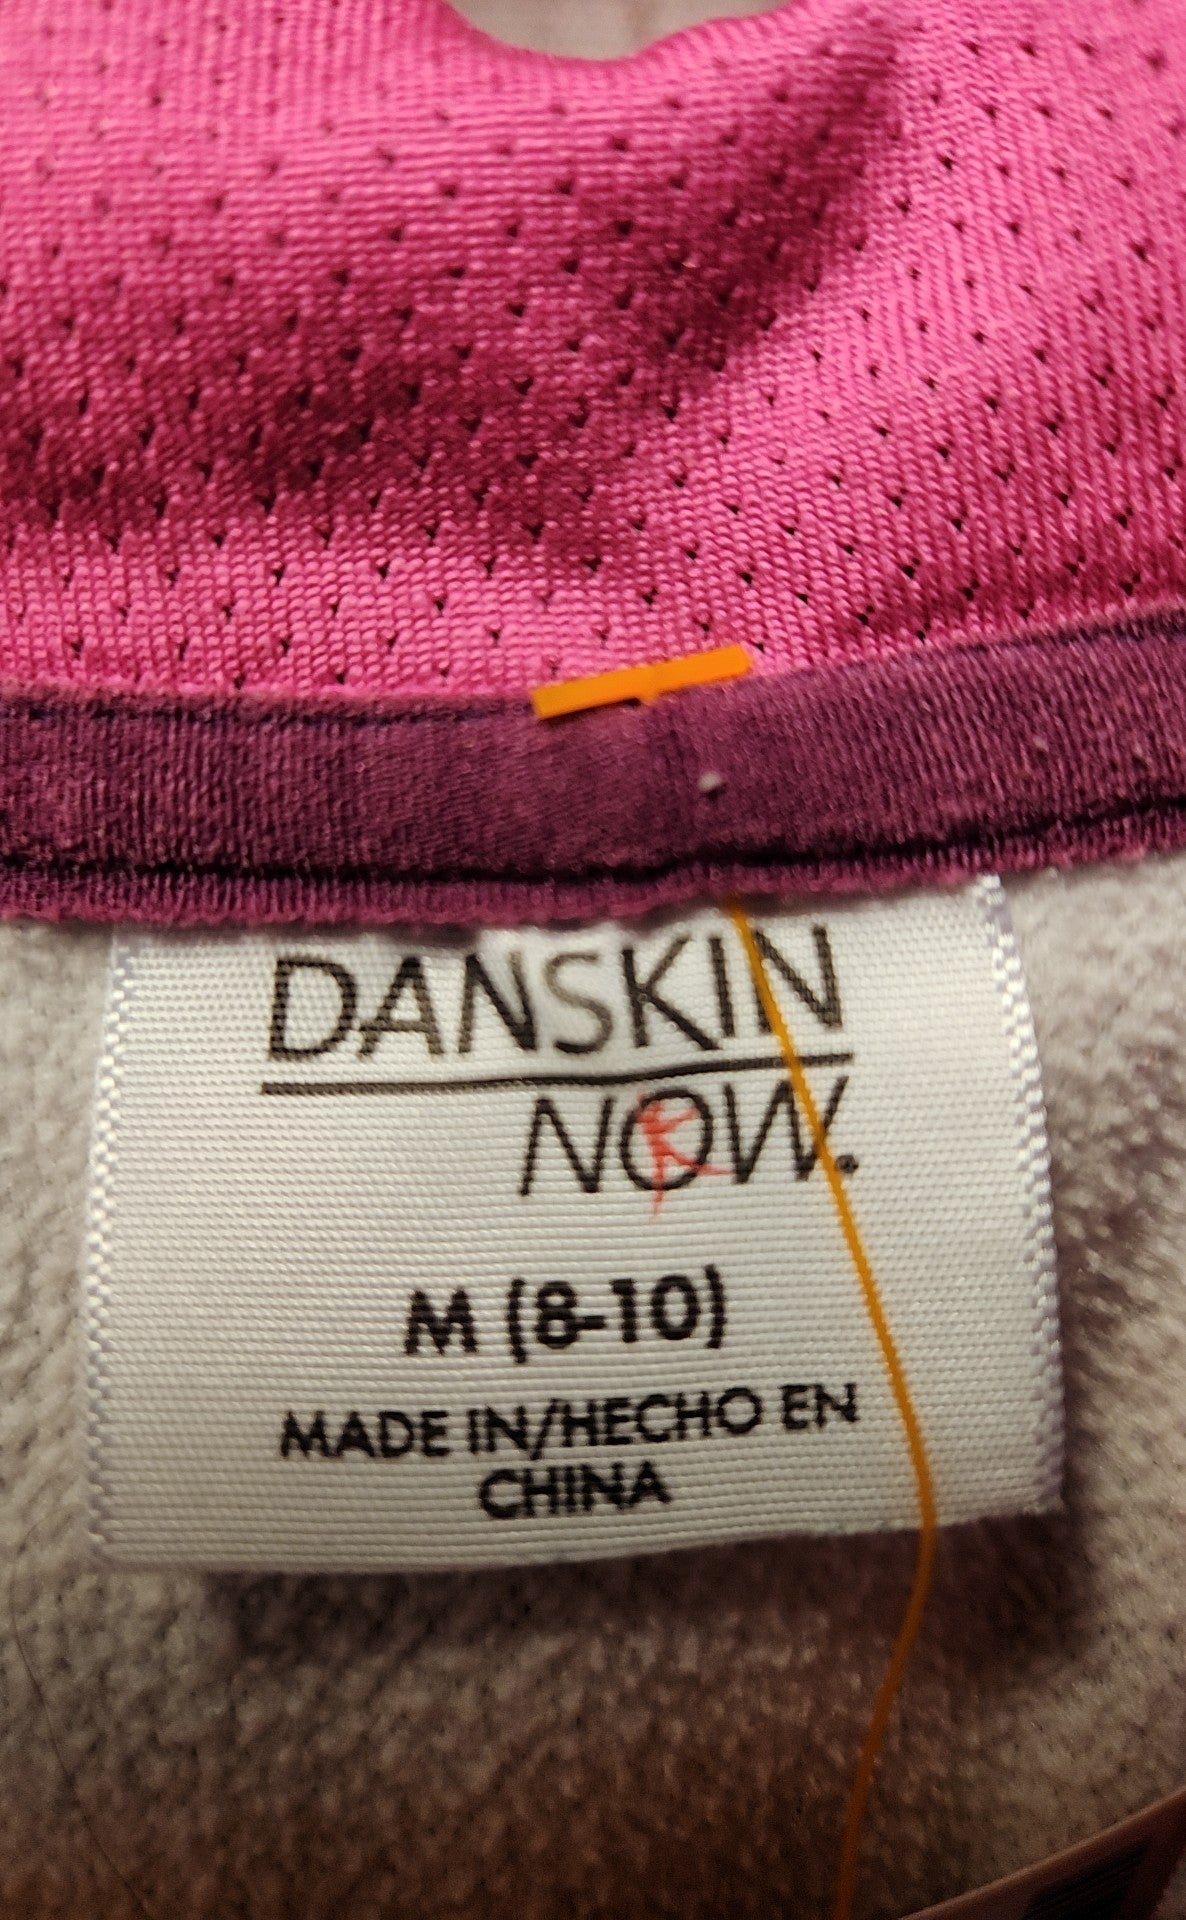 DANSKIN
NOW.
M (8-10)
MADE IN/HECHO EN
CHINA